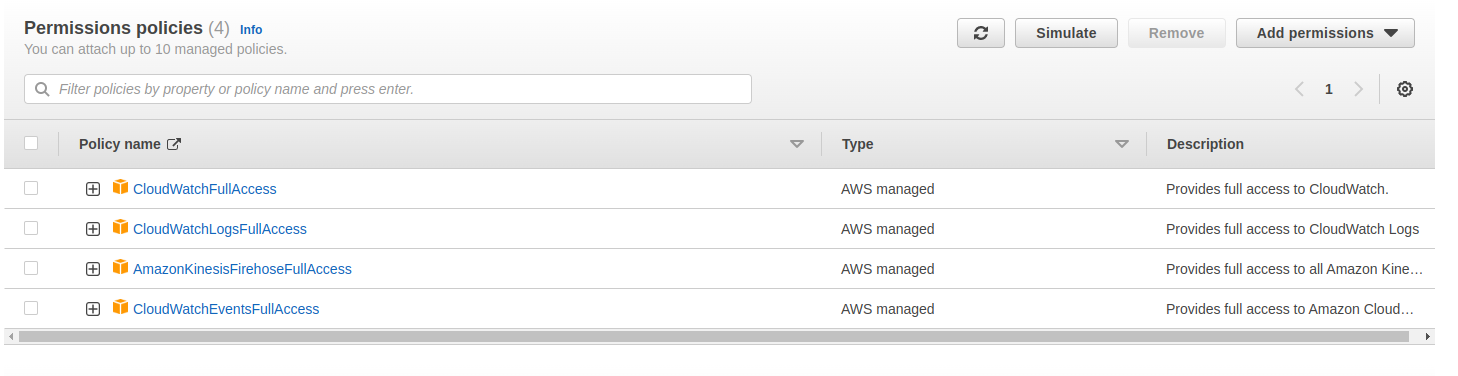 Permissions policies (4) Info
You can attach up to 10 managed policies.
Simulate Remove Add permissions
Filter policies by property or policy name and press enter.
1
Policy name Type Description
CloudWatchFullAccess AWS managed Provides full access to CloudWatch.
CloudWatchLogsFullAccess AWS managed Provides full access to CloudWatch Logs
AmazonKinesisFirehoseFullAccess AWS managed Provides full access to all Amazon Kine…
CloudWatchEventsFullAccess AWS managed Provides full access to Amazon Cloud…